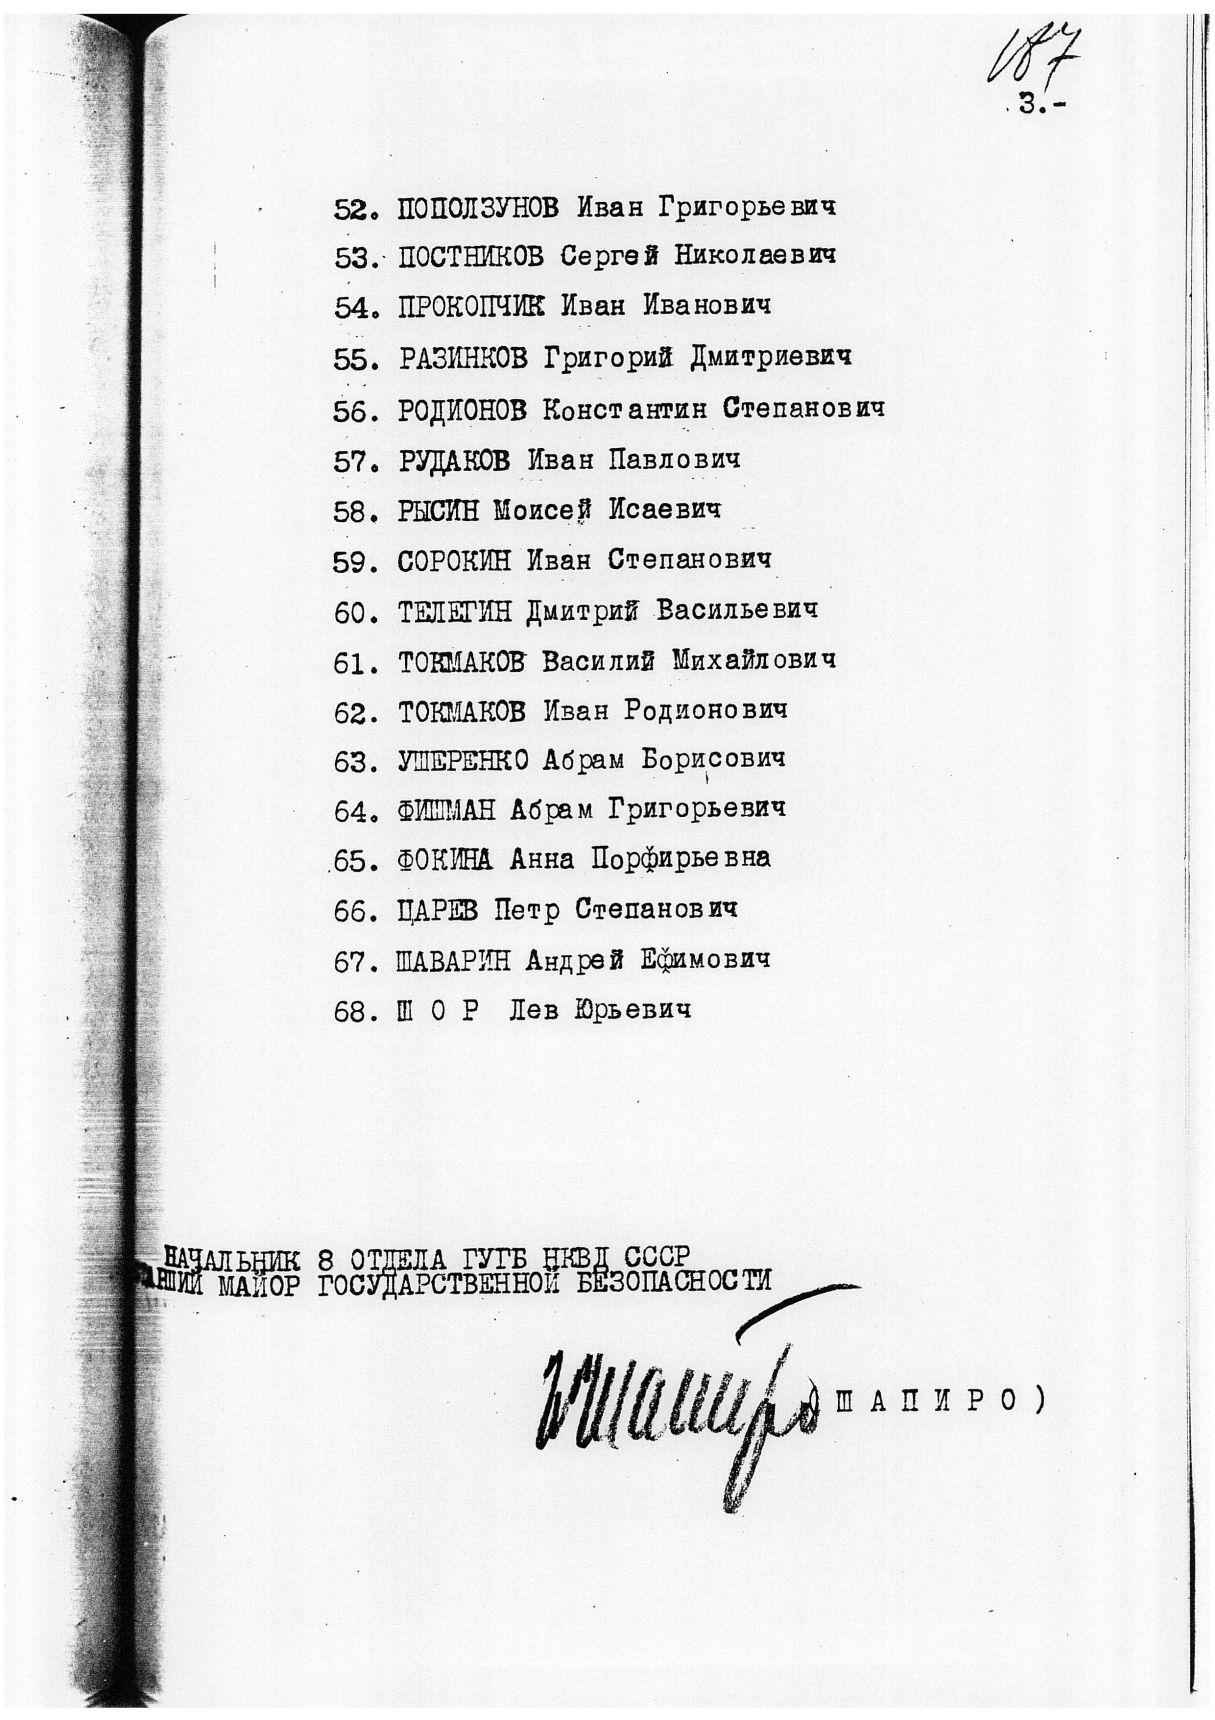 187
3.-
52. ПОПОЛЗУНОВ Иван Григорьевич
53. ПОСТНИКОВ Сергей Николаевич
54. ПРОКОПЧИК Иван Иванович
55. РАЗИНКОВ Григорий Дмитриевич
56. РОДИОНОВ Константин Степанович
57. РУДАКОВ Иван Павлович
58. РЫСИН Моисей Исаевич
59. СОРОКИН Иван Степанович
60. ТЕЛЕГИН Дмитрий Васильевич
61. ТОКМАКОВ Василий Михайлович
62. ТОКМАКОВ Иван Родионович
63. УШЕРЕНКО Абрам Борисович
64. ФИШМАН Абрам Григорьевич
65. ФОКИНА Анна Порфирьевна
66. ЦАРЕВ Петр Степанович
67. ШАВАРИН Андрей Ефимович
68. Ш О Р Лев Юрьевич
НАЧАЛЬНИК 8 ОТДЕЛА ГУГБ НКВД СССР
АРШИЙ МАЙОР ГОСУДАРСТВЕННОЙ БЕЗОПАСНОСТИ
Шапиро (Ш А П И Р О)